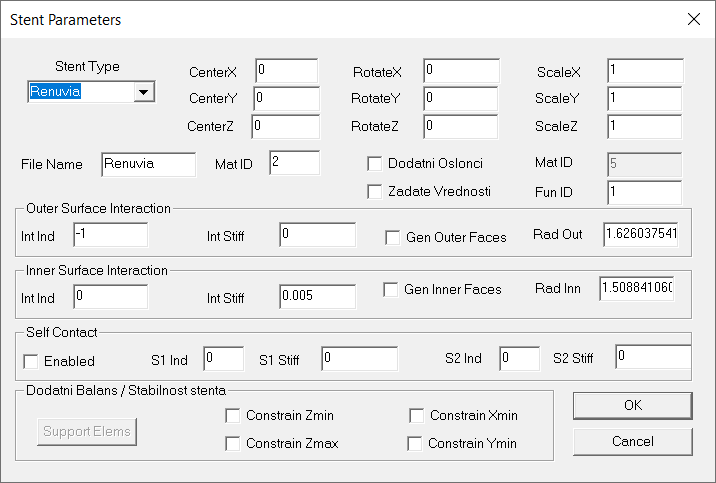 Stent Parameters
Stent Type
Renuvia
CenterX 0
CenterY 0
CenterZ 0
RotateX 0
RotateY 0
RotateZ 0
ScaleX 1
ScaleY 1
ScaleZ 1
File Name Renuvia Mat ID 2
Dodatni Oslonci Mat ID 5
Zadate Vrednosti Fun ID 1
Outer Surface Interaction
Int Ind -1 Int Stiff 0 Gen Outer Faces Rad Out 1.626037541
Inner Surface Interaction
Int Ind 0 Int Stiff 0.005 Gen Inner Faces Rad Inn 1.508841060
Self Contact
Enabled S1 Ind 0 S1 Stiff 0 S2 Ind 0 S2 Stiff 0
Dodatni Balans / Stabilnost stenta
Support Elems
Constrain Zmin Constrain Xmin
Constrain Zmax Constrain Ymin
OK
Cancel